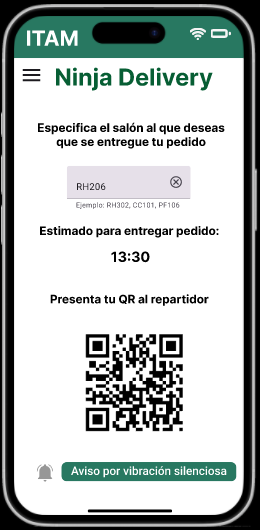 ITAM
Ninja Delivery
Especifica el salón al que deseas
que se entregue tu pedido
RH206
Ejemplo: RH302, CC101, PF106
Estimado para entregar pedido:
13:30
Presenta tu QR al repartidor
Aviso por vibración silenciosa